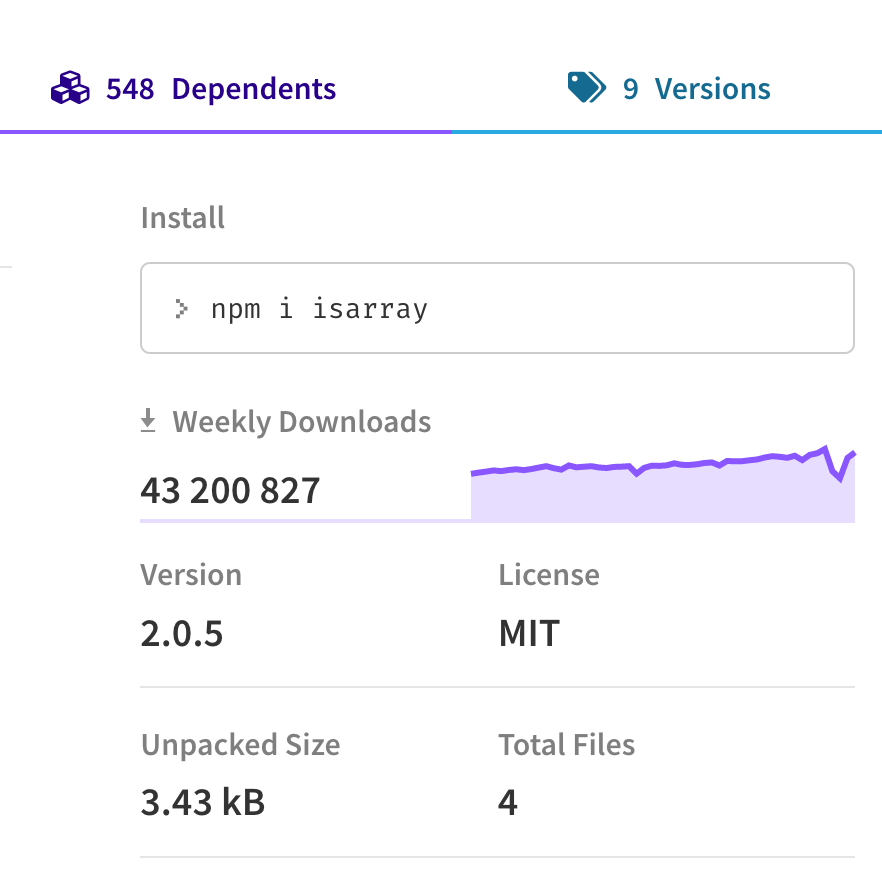 548 Dependents
9 Versions
Install
> npm i isarray
Weekly Downloads
43 200 827
Version
License
2.0.5
MIT
Unpacked Size
Total Files
3.43 kB
4